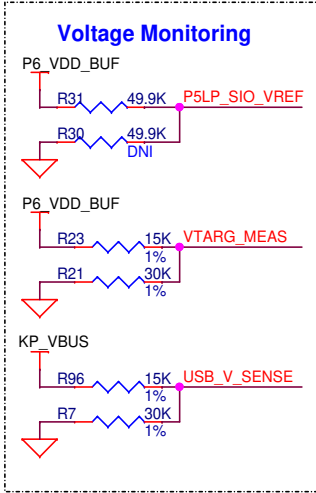 Voltage Monitoring
P6_VDD_BUF
R31 49.9K P5LP_SIO_VREF
R30 49.9K
DNI
P6_VDD_BUF
R23 15K VTARG_MEAS
1%
R21 30K
1%
KP_VBUS
R96 15K USB_V_SENSE
1%
R7 30K
1%